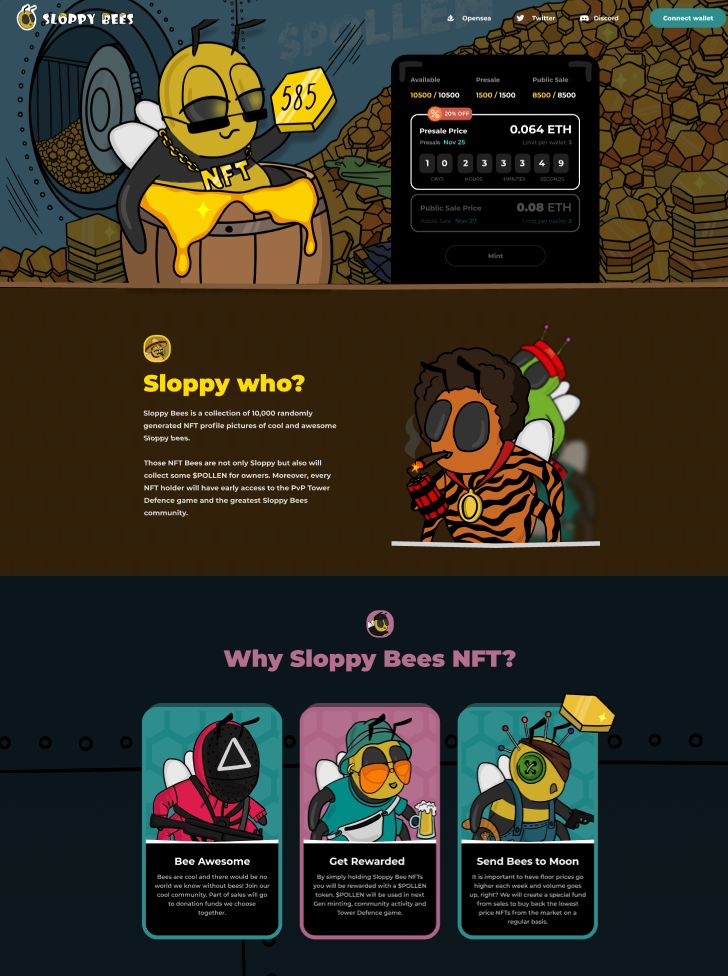 SLOPPY BEES
Opensea Twitter Discord Connect wallet
$POLLEN
585
NFT
Available Presale Public Sale
10500 / 10500 1500 / 1500 8500 / 8500
% 20% OFF
Presale Price 0.064 ETH
Presale Nov 25 Limit per wallet 3
1 0 2 3 3 3 4 9
DAYS HOURS MINUTES SECONDS
Public Sale Price 0.08 ETH
Public Sale Nov 27 Limit per wallet 3
Mint
Sloppy who?
Sloppy Bees is a collection of 10,000 randomly
generated NFT profile pictures of cool and awesome
Sloppy bees.
Those NFT Bees are not only Sloppy but also will
collect some $POLLEN for owners. Moreover, every
NFT holder will have early access to the PvP Tower
Defence game and the greatest Sloppy Bees
community.
Why Sloppy Bees NFT?
Bee Awesome
Bees are cool and there would be no
world we know without bees! Join our
cool community, Part of sales will go
to donation funds we choose
together.
Get Rewarded
By simply holding Sloppy Bee NFTs
you will be rewarded with a $POLLEN
token. $POLLEN will be used in next
Gen minting, community activity and
Tower Defence game.
Send Bees to Moon
It is important to have floor prices go
higher each week and volume goes
up, right? We will create a special fund
from sales to buy back the lowest
price NFTs from the market on a
regular basis.